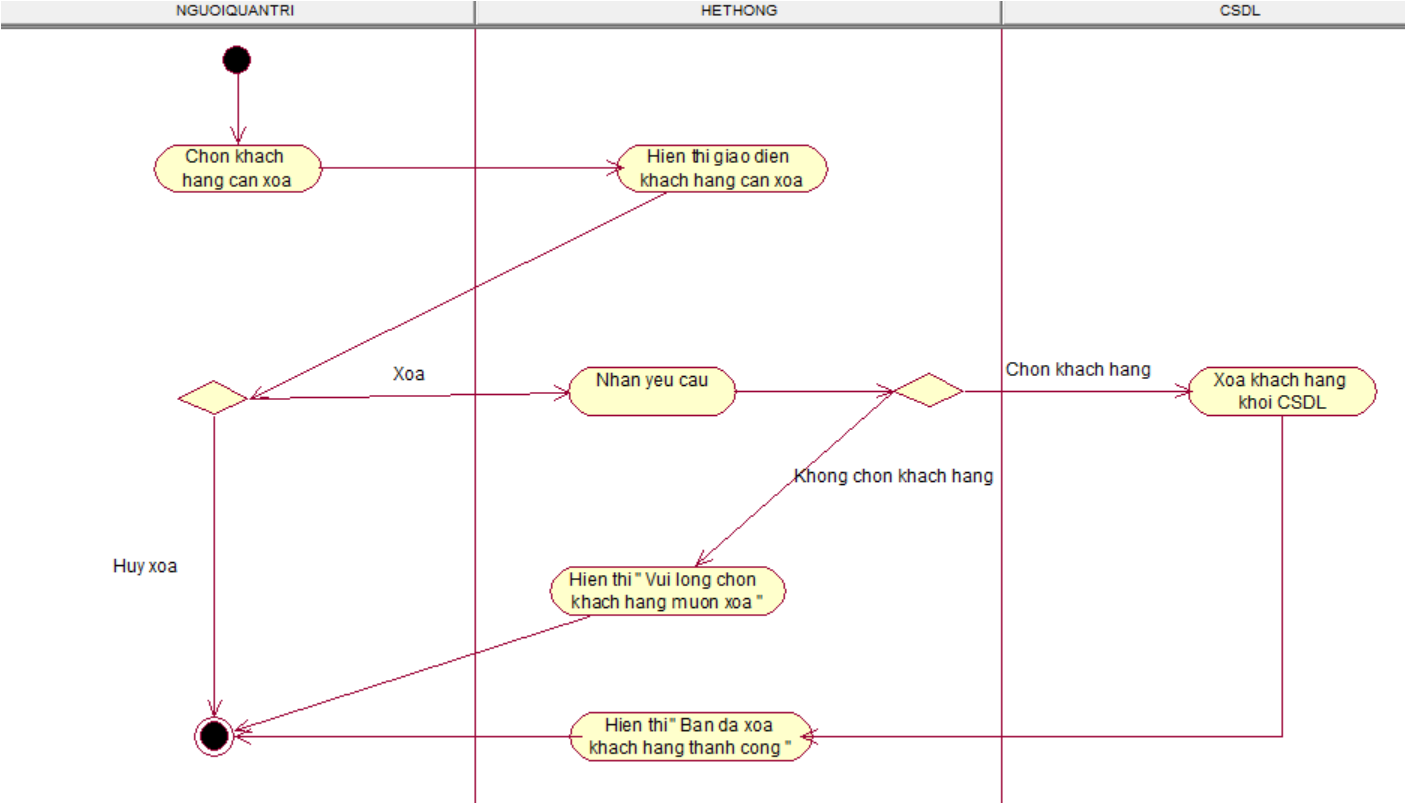 NGUOIQUANTRI
HETHONG
CSDL
Chon khach
hang can xoa
Hien thi giao dien
khach hang can xoa
Xoa
Nhan yeu cau
Chon khach hang
Xoa khach hang
khoi CSDL
Khong chon khach hang
Huy xoa
Hien thi " Vui long chon
khach hang muon xoa "
Hien thi " Ban da xoa
khach hang thanh cong "